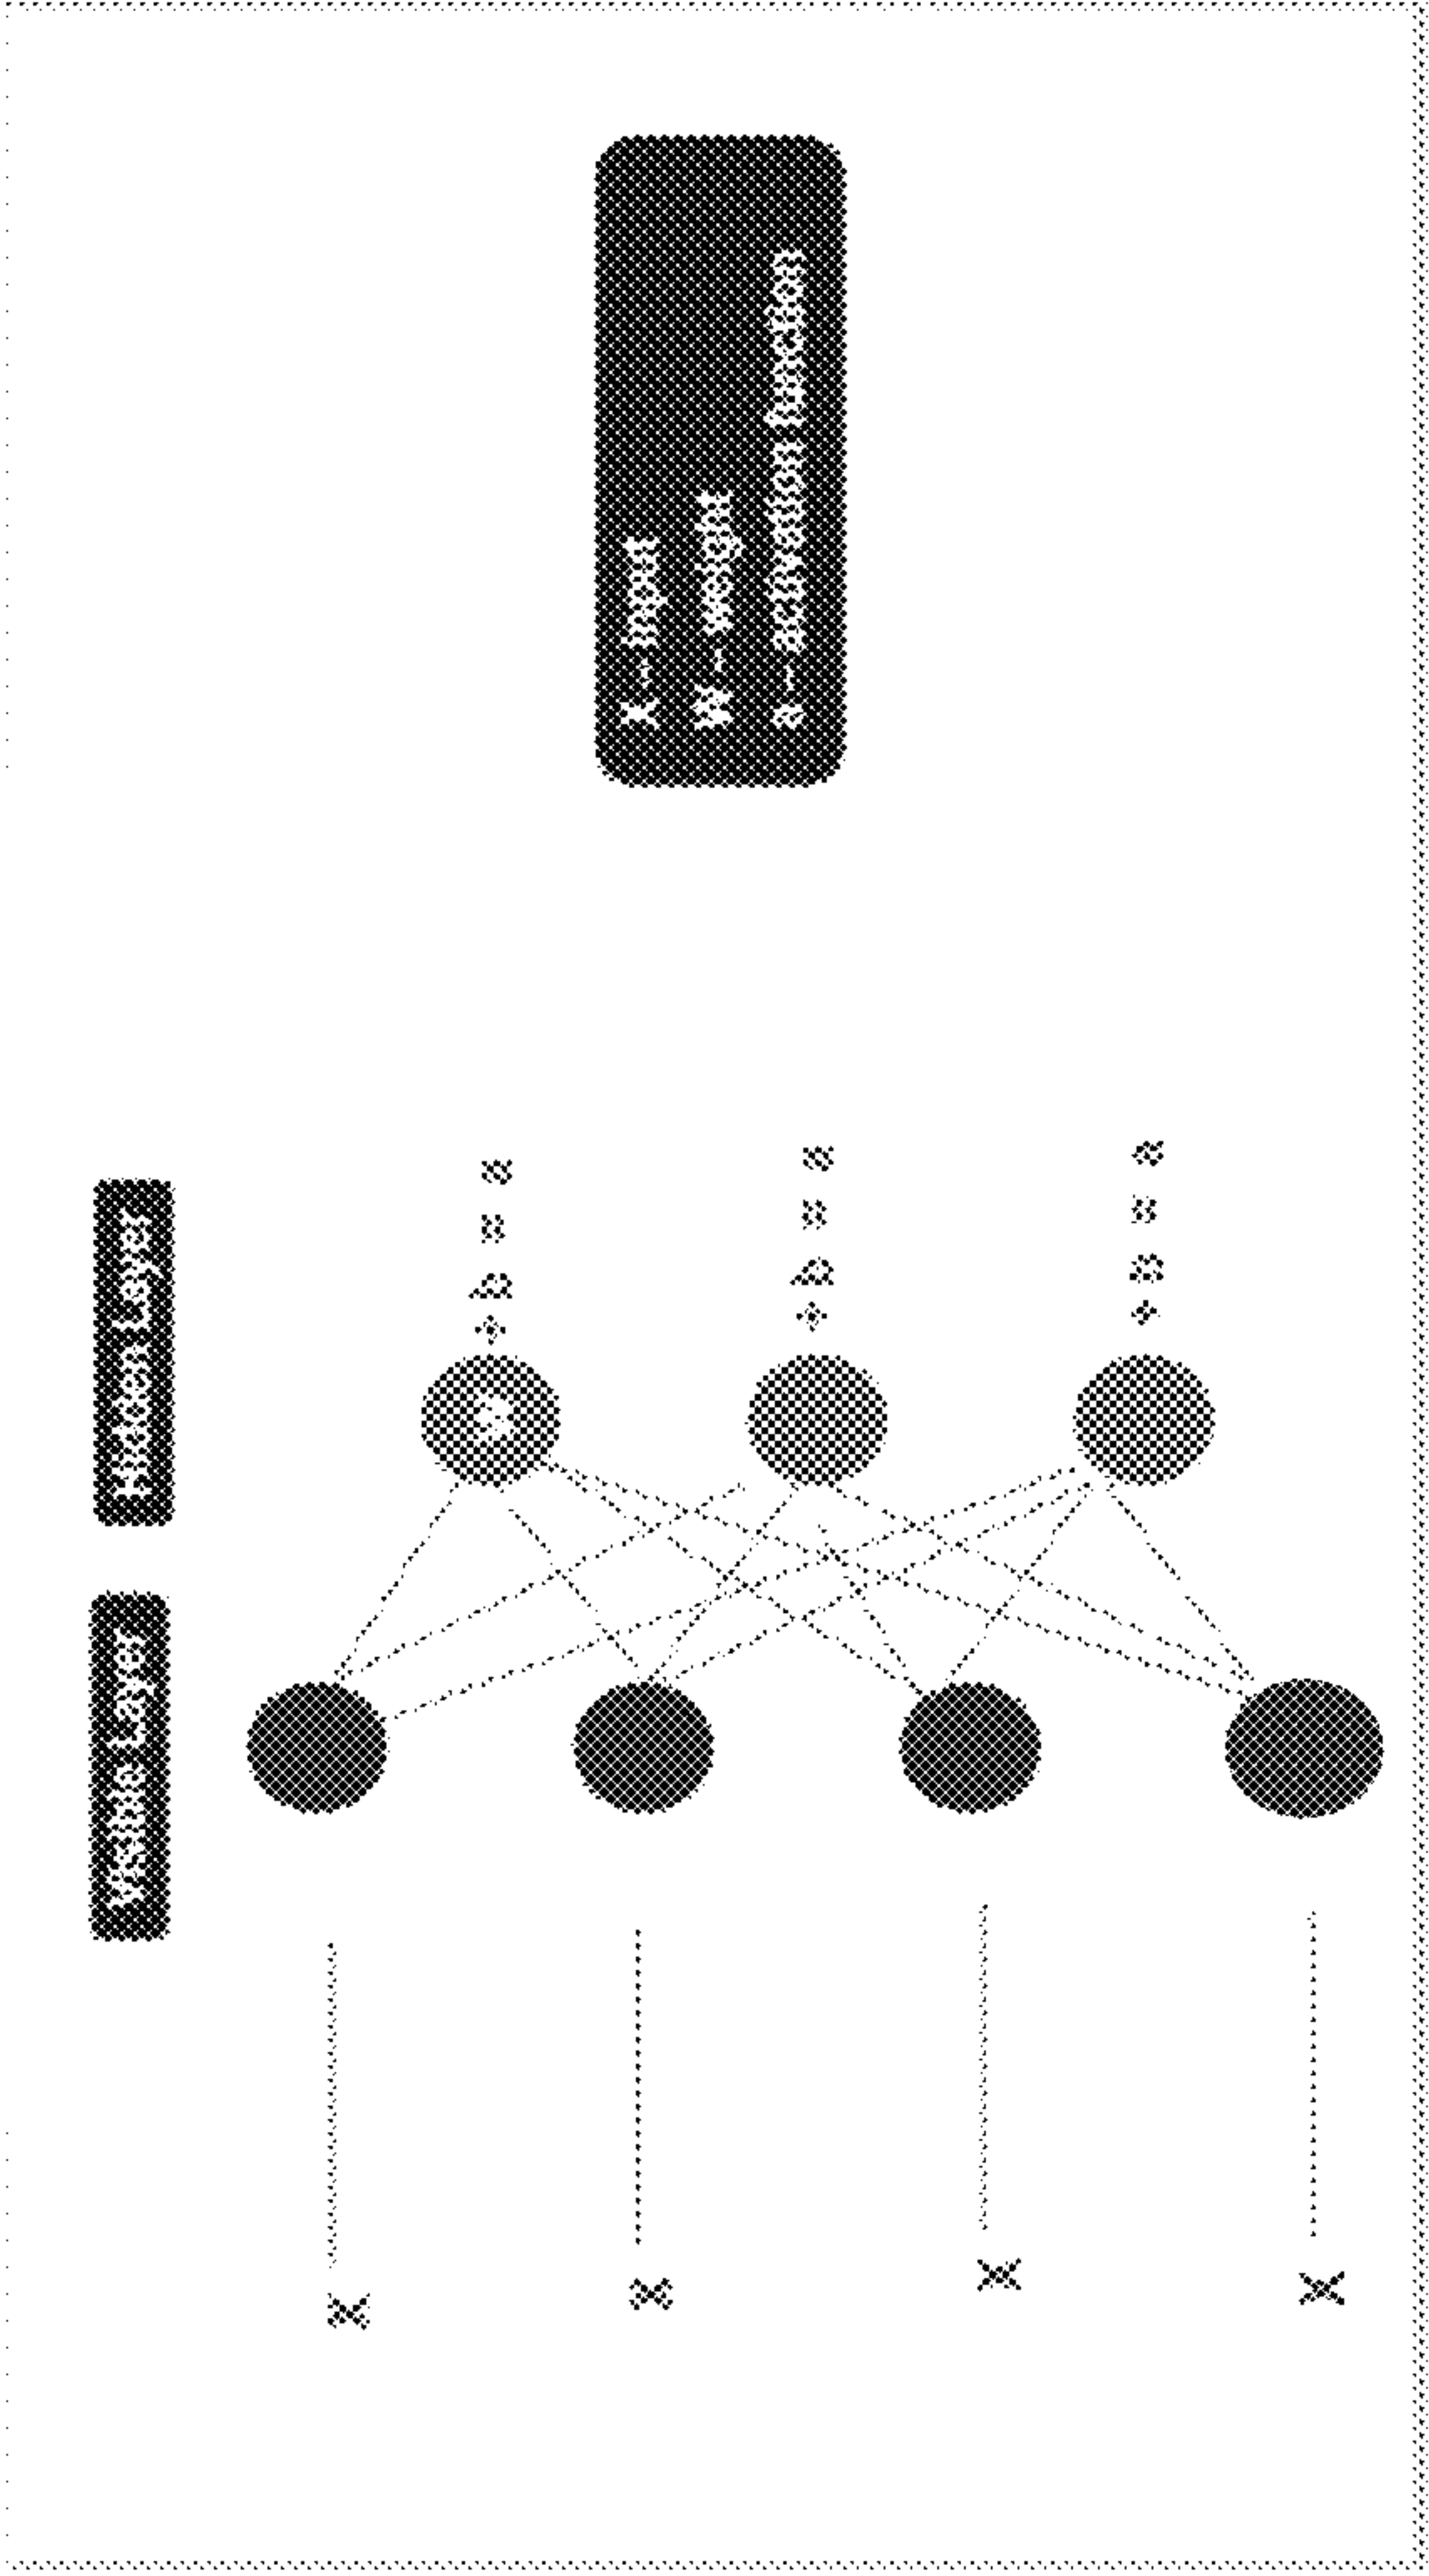 Visible Layer
Hidden Layer
X
X
X
X
w
+ b = a
+ b = a
+ b = a
X - input
W - weight
a - activation function